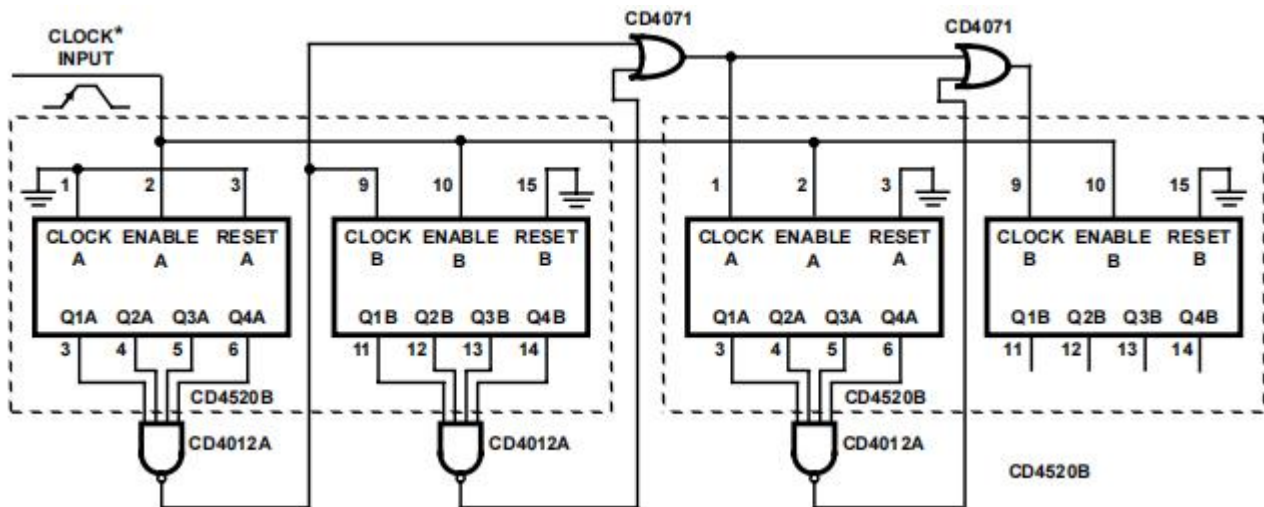 CD4071
CD4071
CLOCK*
INPUT
1 2 3 9 10 15 1 2 3 9 10 15
CLOCK ENABLE RESET CLOCK ENABLE RESET CLOCK ENABLE RESET CLOCK ENABLE RESET
A A A B B B A A A B B B
Q1A Q2A Q3A Q4A Q1B Q2B Q3B Q4B Q1A Q2A Q3A Q4A Q1B Q2B Q3B Q4B
3 4 5 6 11 12 13 14 3 4 5 6 11 12 13 14
CD4520B CD4520B
CD4012A CD4012A CD4012A
CD4520B